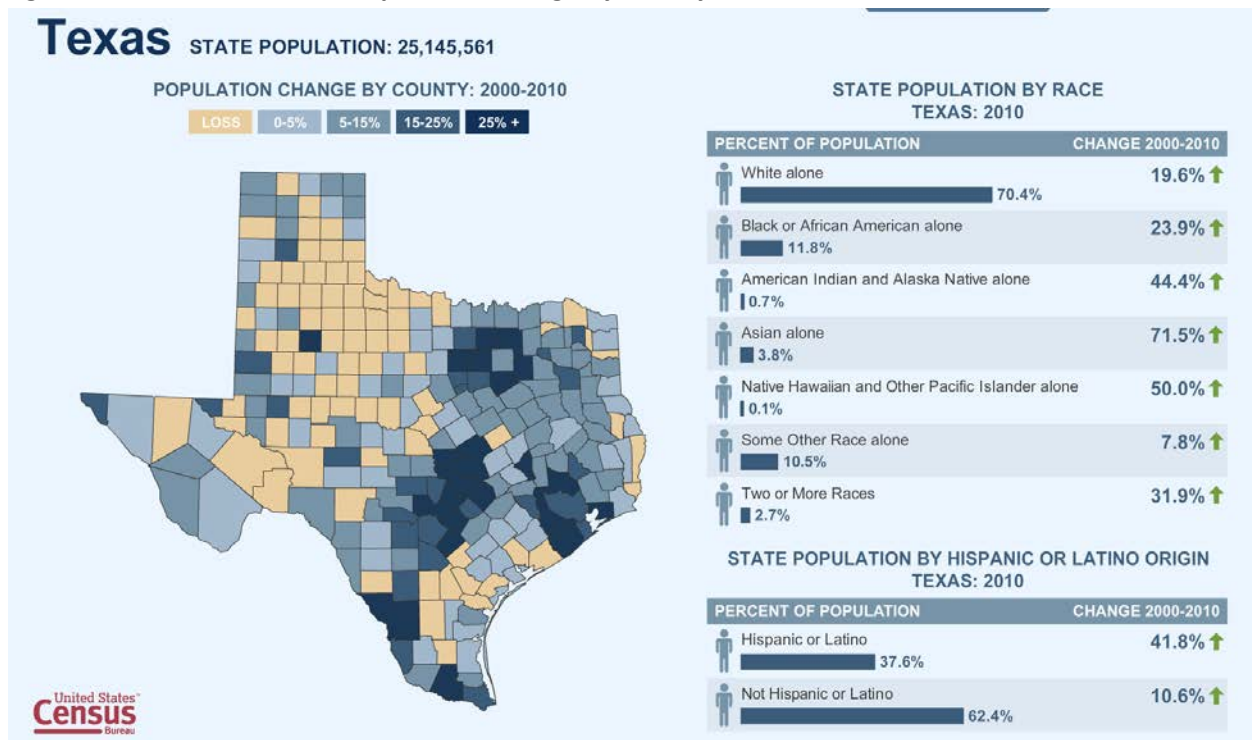 Texas STATE POPULATION: 25,145,561
POPULATION CHANGE BY COUNTY: 2000-2010
LOSS 0-5% 5-15% 15-25% 25% +
STATE POPULATION BY RACE
TEXAS: 2010
PERCENT OF POPULATION CHANGE 2000-2010
White alone 19.6%
70.4%
Black or African American alone 23.9%
11.8%
American Indian and Alaska Native alone 44.4%
0.7%
Asian alone 71.5%
3.8%
Native Hawaiian and Other Pacific Islander alone 50.0%
0.1%
Some Other Race alone 7.8%
10.5%
Two or More Races 31.9%
2.7%
STATE POPULATION BY HISPANIC OR LATINO ORIGIN
TEXAS: 2010
PERCENT OF POPULATION CHANGE 2000-2010
Hispanic or Latino 41.8%
37.6%
Not Hispanic or Latino 10.6%
62.4%
United States
Census
Bureau